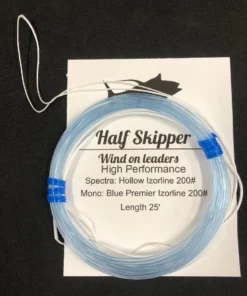 Half Skipper
Wind on leaders
High Performance
Spectra: Hollow Izorline 200#
Mono: Blue Premier Izorline 200#
Length 25'